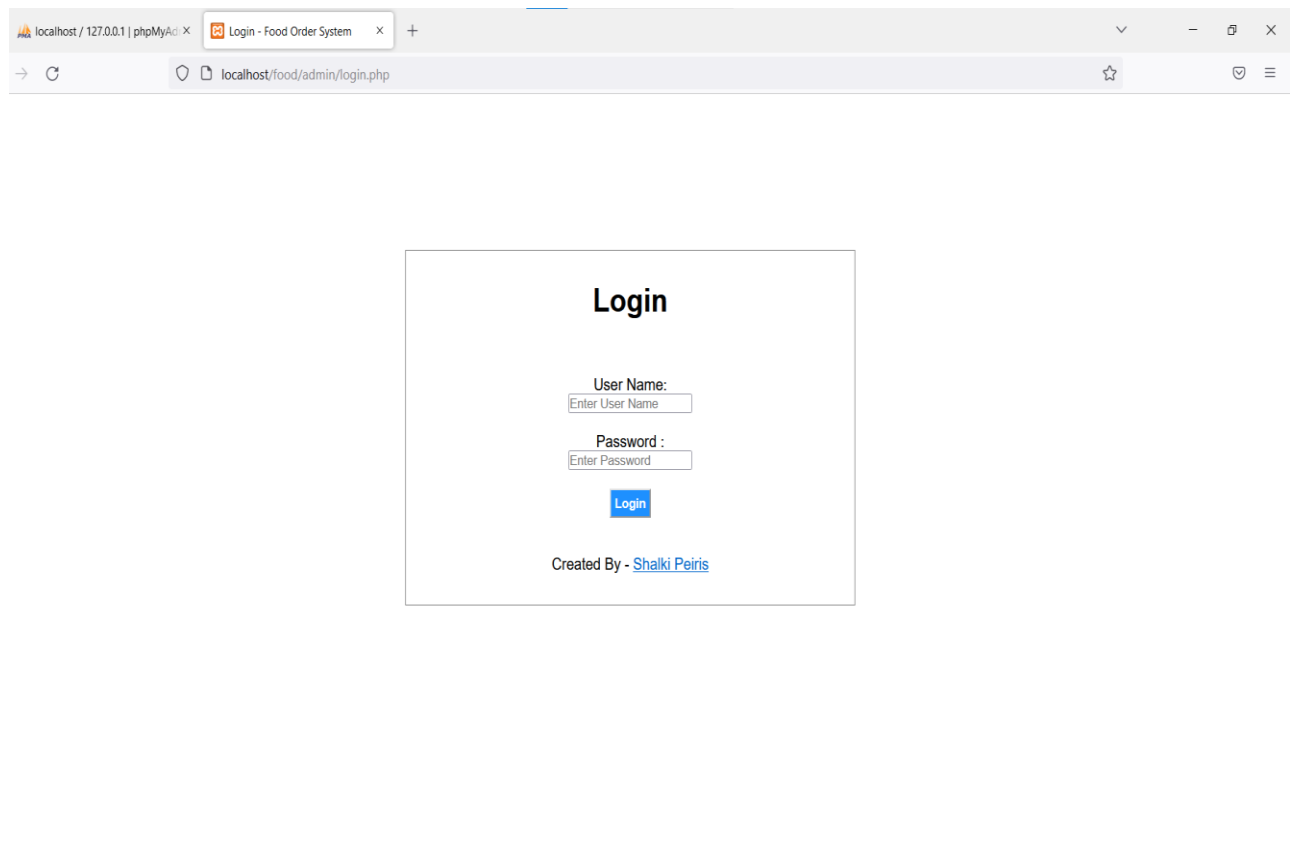 localhost / 127.0.0.1 | phpMyAd
Login - Food Order System
localhost/food/admin/login.php
Login
User Name:
Enter User Name
Password :
Enter Password
Login
Created By - Shalki Peiris